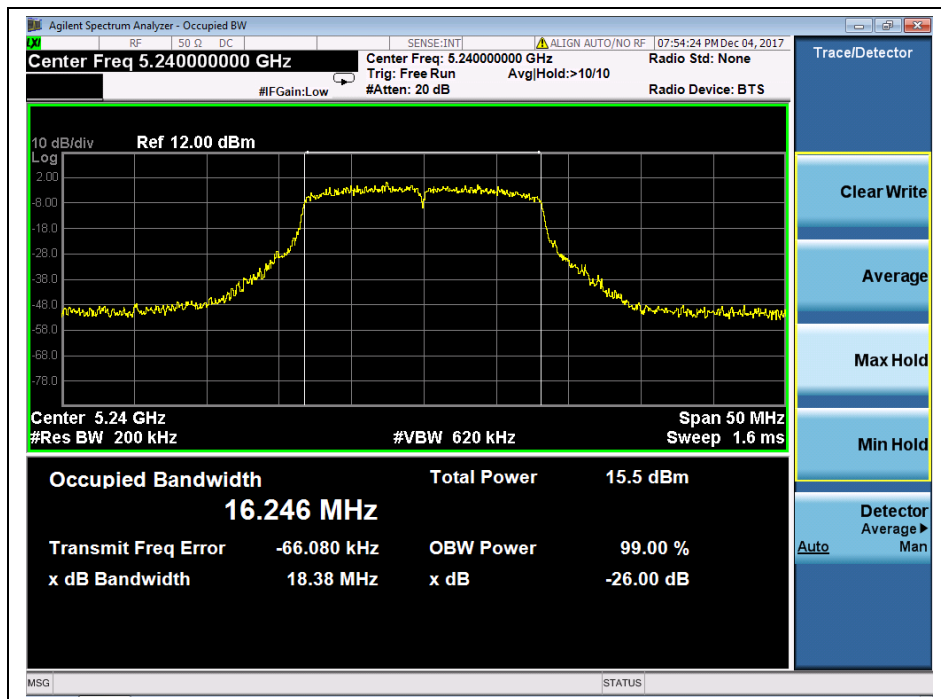 Agilent Spectrum Analyzer - Occupied BW
LXI RF 50 Ω DC SENSE:INT ALIGN AUTO/NO RF 07:54:24 PM Dec 04, 2017
Center Freq 5.240000000 GHz
Center Freq: 5.240000000 GHz
Radio Std: None
Trig: Free Run Avg|Hold:>10/10
#IFGain:Low
#Atten: 20 dB
Radio Device: BTS
10 dB/div Ref 12.00 dBm
Log
2.00
-8.00
-18.0
-28.0
-38.0
-48.0
-58.0
-68.0
-78.0
Center 5.24 GHz Span 50 MHz
#Res BW 200 kHz #VBW 620 kHz Sweep 1.6 ms
Occupied Bandwidth Total Power 15.5 dBm
16.246 MHz
Transmit Freq Error -66.080 kHz OBW Power 99.00 %
x dB Bandwidth 18.38 MHz x dB -26.00 dB
MSG STATUS
Trace/Detector
Clear Write
Average
Max Hold
Min Hold
Detector
Average
Auto Man